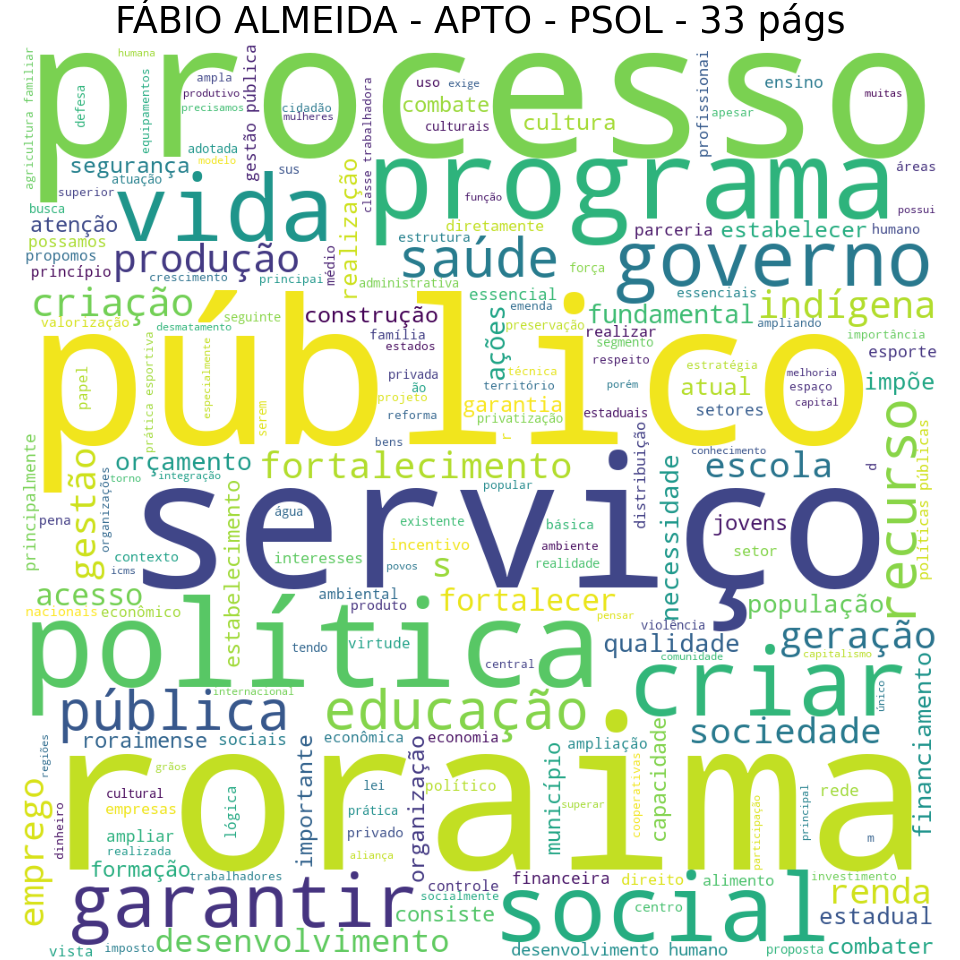 FÁBIO ALMEIDA - APTO - PSOL - 33 págs
processo
humana
ampla
uso
exige
ensino
muitas
produtivo
defesa
equipamentos
precisamos
cidadão
mulheres
gestão pública
combate
culturais
cultura
apesar
profissionai
agricultura familiar
adotada
modelo
segurança
atuação
sus
classe trabalhadora
programa
áreas
superior
vida
função
possui
busca
atenção
realização
diretamente
parceria
estabelecer
humano
possamos
estrutura
propomos
produção
saúde
governo
princípio
médio
crescimento
principai
administrativa
força
criação
essencial
essenciais
indígena
emenda
valorização
seguinte
construção
fundamental
ampliando
desmatamento
preservação
realizar
importância
família
ações
segmento
estados
respeito
esporte
público
papel
prática esportiva
especialmente
privada
técnica
estratégia
melhoria
ão
território
porém
atual
espaço
impõe
projeto
serem
garantia
capital
reforma
privatização
estaduais
setores
r
bens
recurso
políticas públicas
principalmente
gestão
orçamento
fortalecimento
distribuição
conhecimento
escola
d
torno
integração
organizações
popular
necessidade
serviço
pena
água
existente
básica
jovens
incentivo
ambiente
setor
contexto
interesses
estabelecimento
icms
povos
s
realidade
acesso
ambiental
produto
fortalecer
população
nacionais
econômico
pensar
violência
política
virtude
qualidade
geração
tendo
central
comunidade
capitalismo
internacional
criar
único
financiamento
pública
educação
sociedade
roraimense
sociais
econômica
economia
ampliação
regiões
roraima
grãos
importante
organização
município
capacidade
emprego
cultural
lei
político
rede
empresas
lógica
prática
superar
cooperativas
participação
principal
dinheiro
ampliar
privado
m
realizada
aliança
formação
trabalhadores
controle
financeira
direito
alimento
investimento
garantir
socialmente
social
renda
consiste
centro
estadual
vista
imposto
desenvolvimento
desenvolvimento humano
proposta
combater